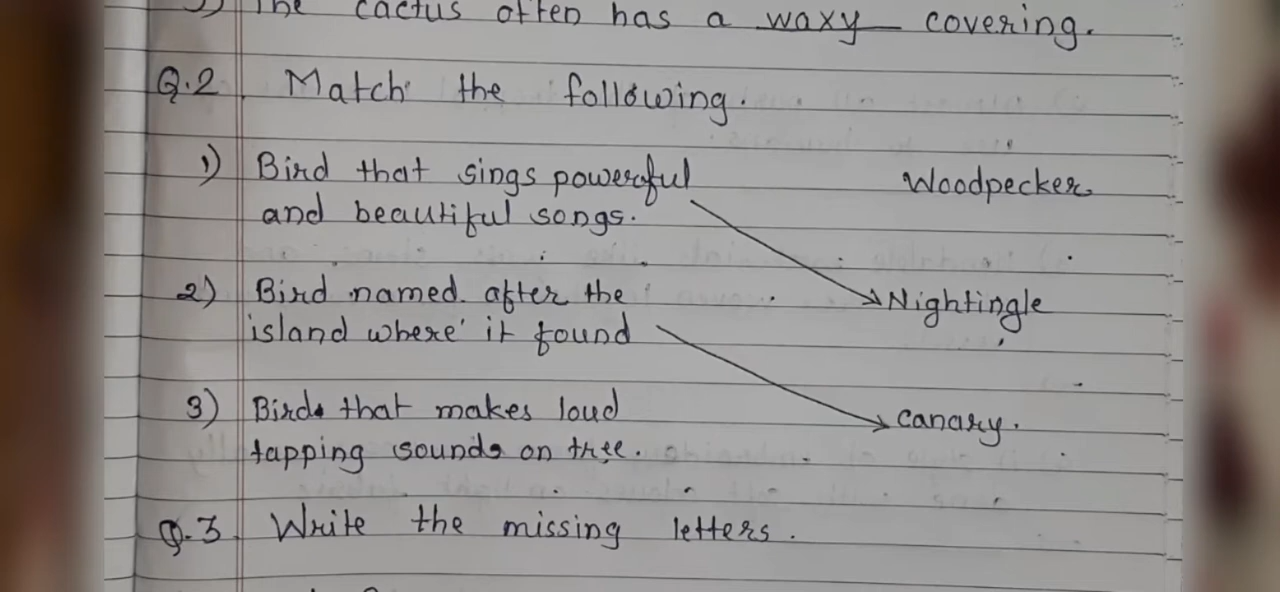 The cactus often has a waxy covering.
Q.2 Match the following.
1) Bird that sings powerful Woodpecker
and beautiful songs.
2) Bird named after the Nightingle
island where it found
3) Birds that makes loud canary.
tapping sounds on tree.
Q.3 Write the missing letters.